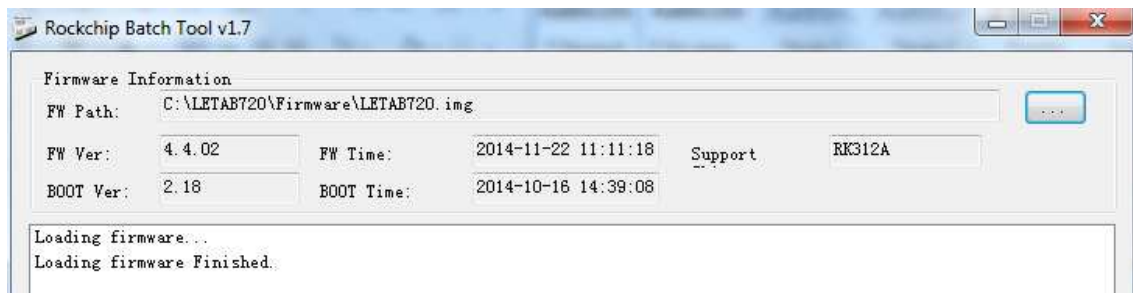 Rockchip Batch Tool v1.7
Firmware Information
FW Path: C:\LETAB720\Firmware\LETAB720.img ...
FW Ver: 4.4.02 FW Time: 2014-11-22 11:11:18 Support RK312A
BOOT Ver: 2.18 BOOT Time: 2014-10-16 14:39:08
Loading firmware...
Loading firmware Finished.